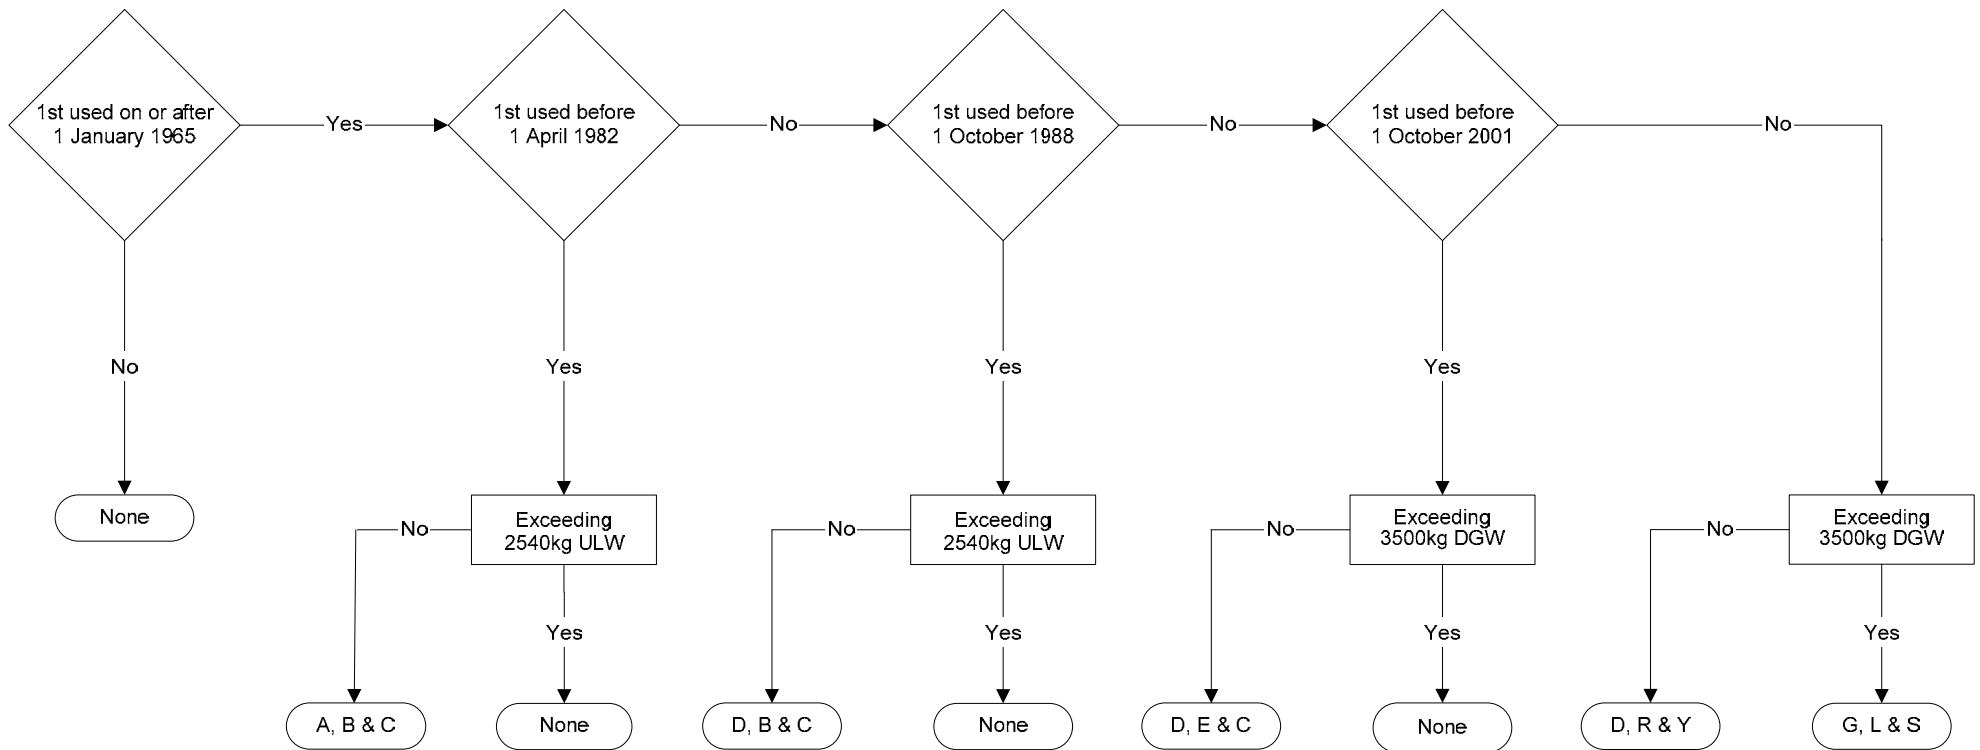 1st used on or after
1 January 1965
Yes
1st used before
1 April 1982
No
1st used before
1 October 1988
No
1st used before
1 October 2001
No
No
Yes
Yes
Yes
None
No
Exceeding
2540kg ULW
No
Exceeding
2540kg ULW
No
Exceeding
3500kg DGW
No
Exceeding
3500kg DGW
Yes
Yes
Yes
Yes
A, B & C
None
D, B & C
None
D, E & C
None
D, R & Y
G, L & S